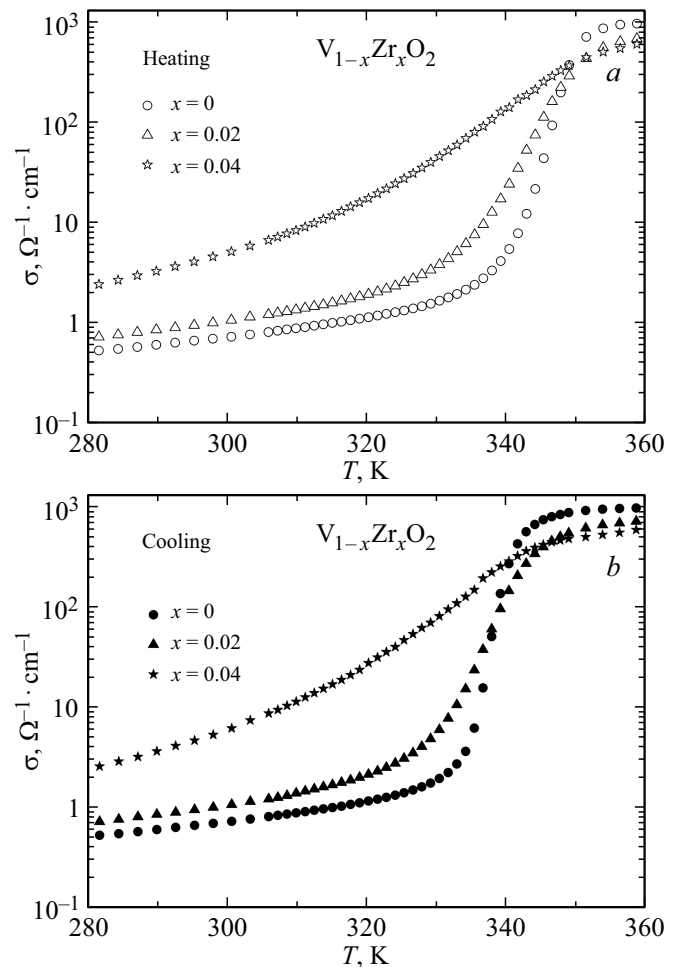 10³
V₁₋ₓZrₓO₂
Heating
a
x = 0
10²
x = 0.02
x = 0.04
σ, Ω⁻¹ · cm⁻¹
10
1
10⁻¹
280 300 320 340 360
T, K
10³
V₁₋ₓZrₓO₂
Cooling
b
x = 0
10²
x = 0.02
x = 0.04
σ, Ω⁻¹ · cm⁻¹
10
1
10⁻¹
280 300 320 340 360
T, K